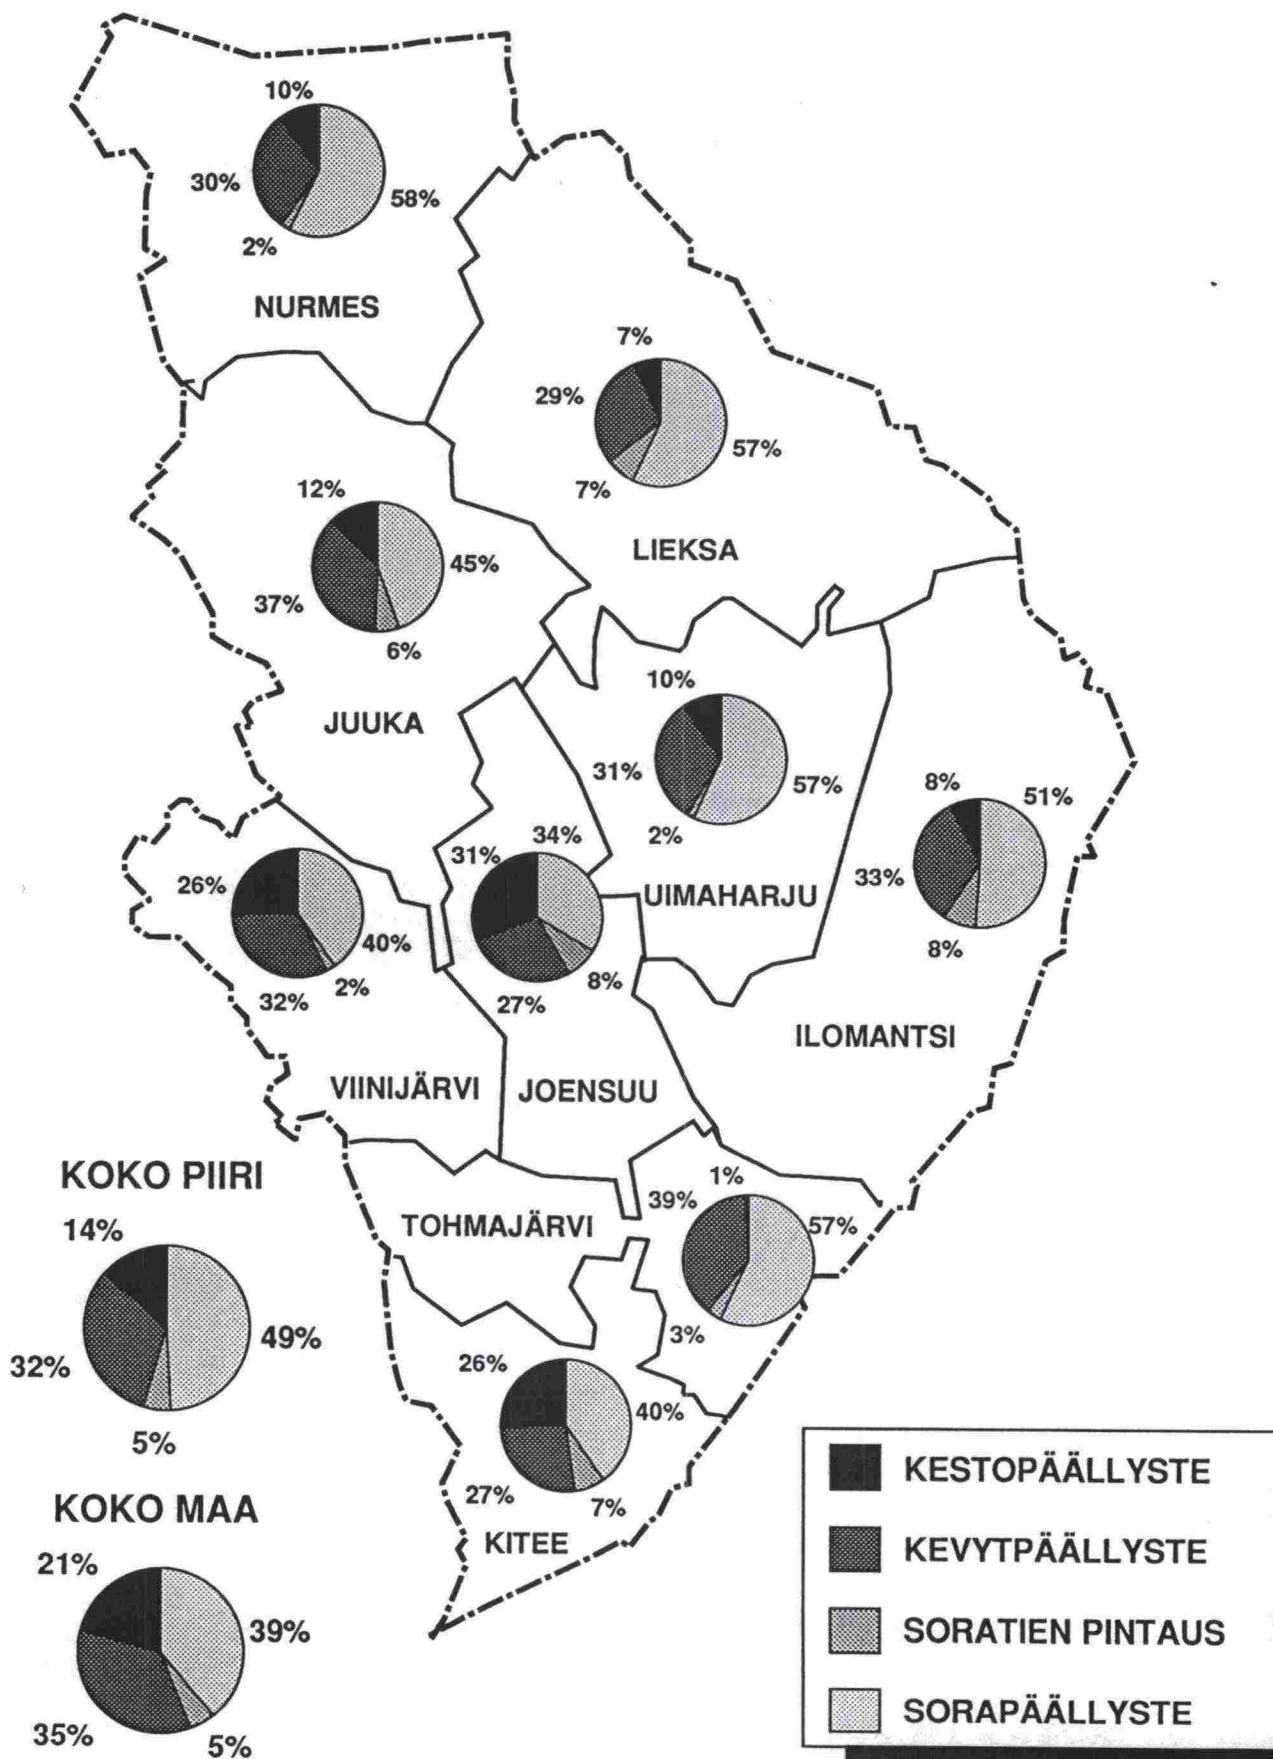 10%
30%
58%
2%
NURMES
7%
29%
57%
7%
LIEKSA
12%
45%
37%
6%
JUUKA
10%
31%
57%
2%
UIMAHARJU
8%
51%
33%
8%
ILOMANTSI
26%
40%
32%
2%
VIINIJÄRVI
31%
34%
27%
8%
JOENSUU
1%
39%
57%
3%
TOHMAJÄRVI
26%
40%
27%
7%
KITEE
KOKO PIIRI
14%
49%
32%
5%
KOKO MAA
21%
39%
35%
5%
KESTOPÄÄLLYSTE
KEVYTPÄÄLLYSTE
SORATIEN PINTAUS
SORAPÄÄLLYSTE